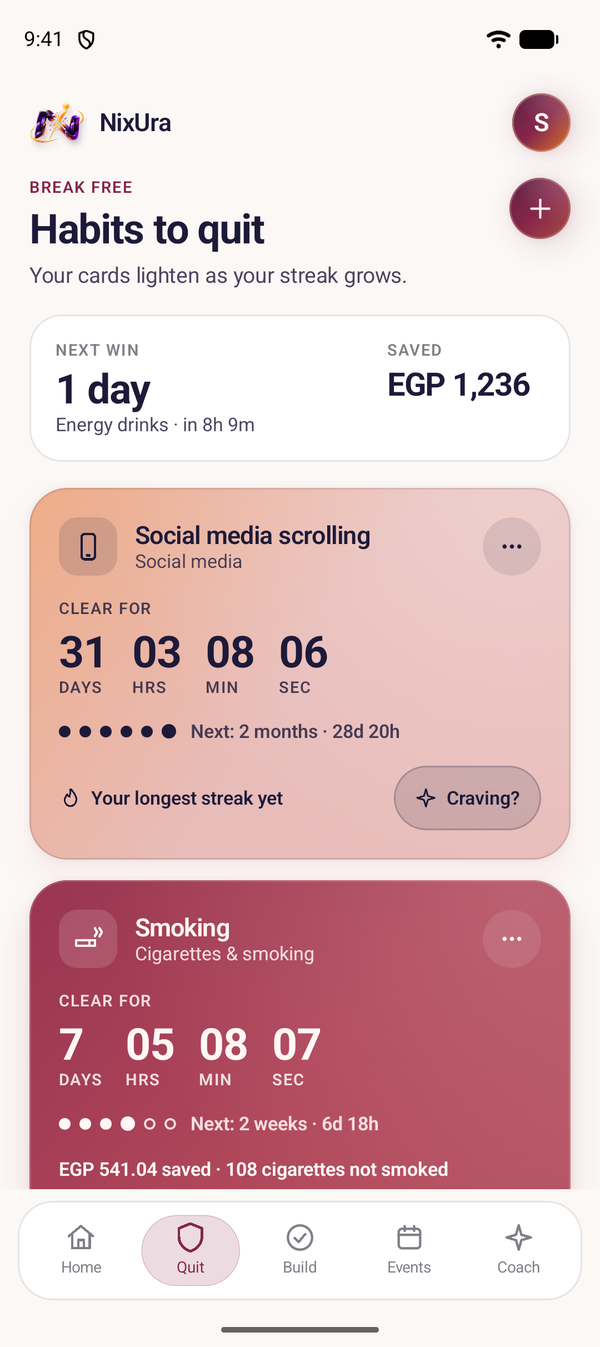 9:41
NixUra
S
BREAK FREE
Habits to quit
Your cards lighten as your streak grows.
NEXT WIN
1 day
Energy drinks · in 8h 9m
SAVED
EGP 1,236
Social media scrolling
Social media
CLEAR FOR
31 03 08 06
DAYS HRS MIN SEC
Next: 2 months · 28d 20h
Your longest streak yet
Craving?
Smoking
Cigarettes & smoking
CLEAR FOR
7 05 08 07
DAYS HRS MIN SEC
Next: 2 weeks · 6d 18h
EGP 541.04 saved · 108 cigarettes not smoked
Home Quit Build Events Coach